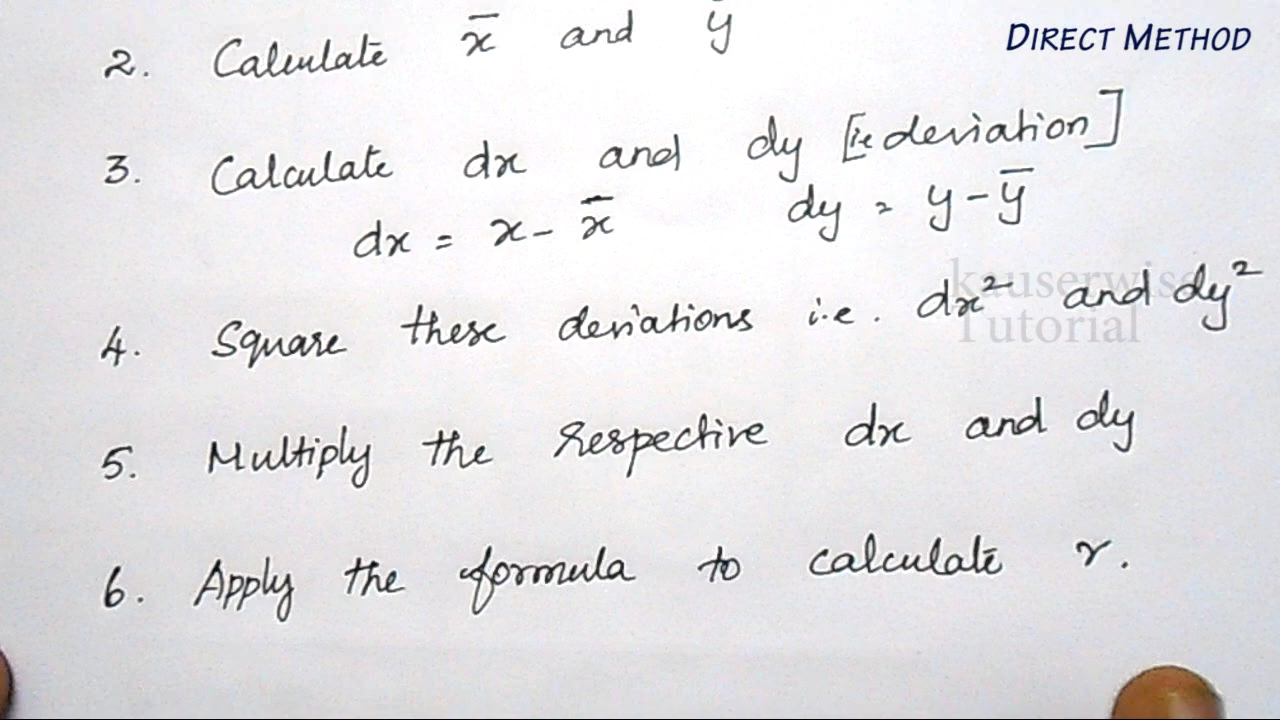 DIRECT METHOD
2. Calculate x̄ and ȳ
3. Calculate dx and dy [ie deviation]
dx = x - x̄ dy = y - ȳ
kauserwise
Tutorial
4. Square these deviations i.e. dx² and dy²
5. Multiply the respective dx and dy
6. Apply the formula to calculate r.